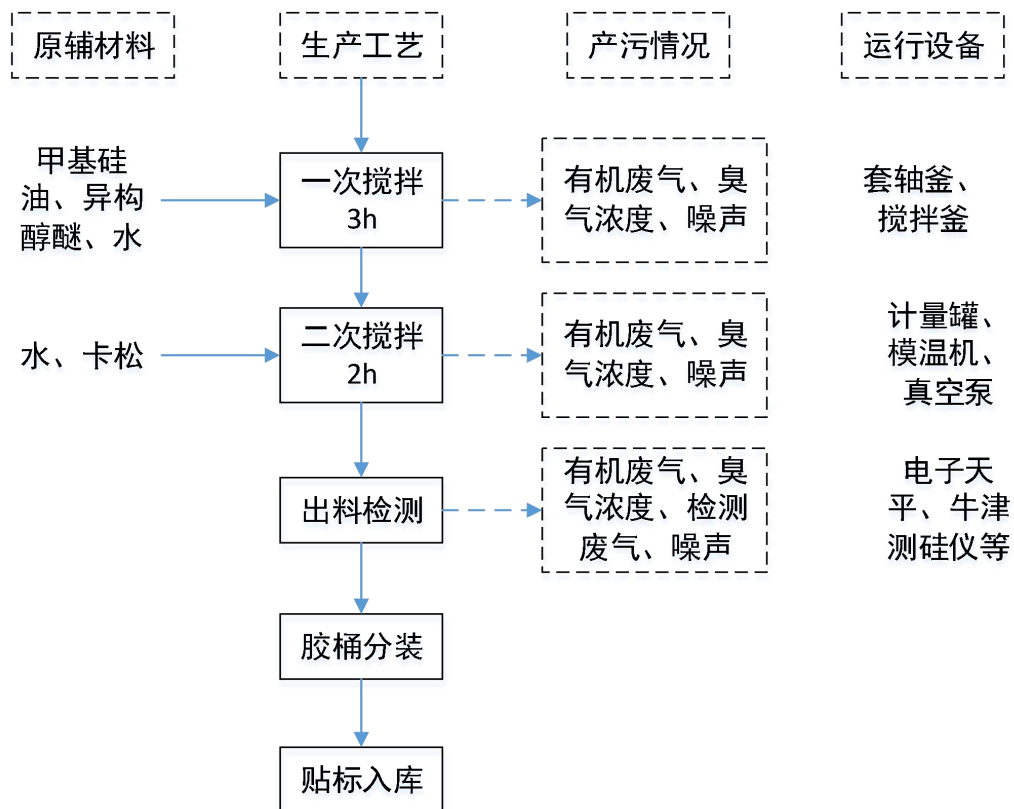 原辅材料
生产工艺
产污情况
运行设备
甲基硅
油、异构
醇醚、水
一次搅拌
3h
有机废气、臭
气浓度、噪声
套轴釜、
搅拌釜
水、卡松
二次搅拌
2h
有机废气、臭
气浓度、噪声
计量罐、
模温机、
真空泵
出料检测
有机废气、臭
气浓度、检测
废气、噪声
电子天
平、牛津
测硅仪等
胶桶分装
贴标入库